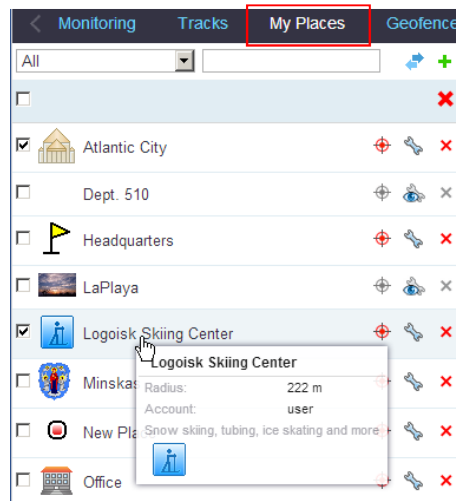 Monitoring Tracks My Places Geofence
All
Atlantic City
Dept. 510
Headquarters
LaPlaya
Logoisk Skiing Center
Logoisk Skiing Center
Minskas
Radius: 222 m
Account: user
New Pla
Snow skiing, tubing, ice skating and more
Office